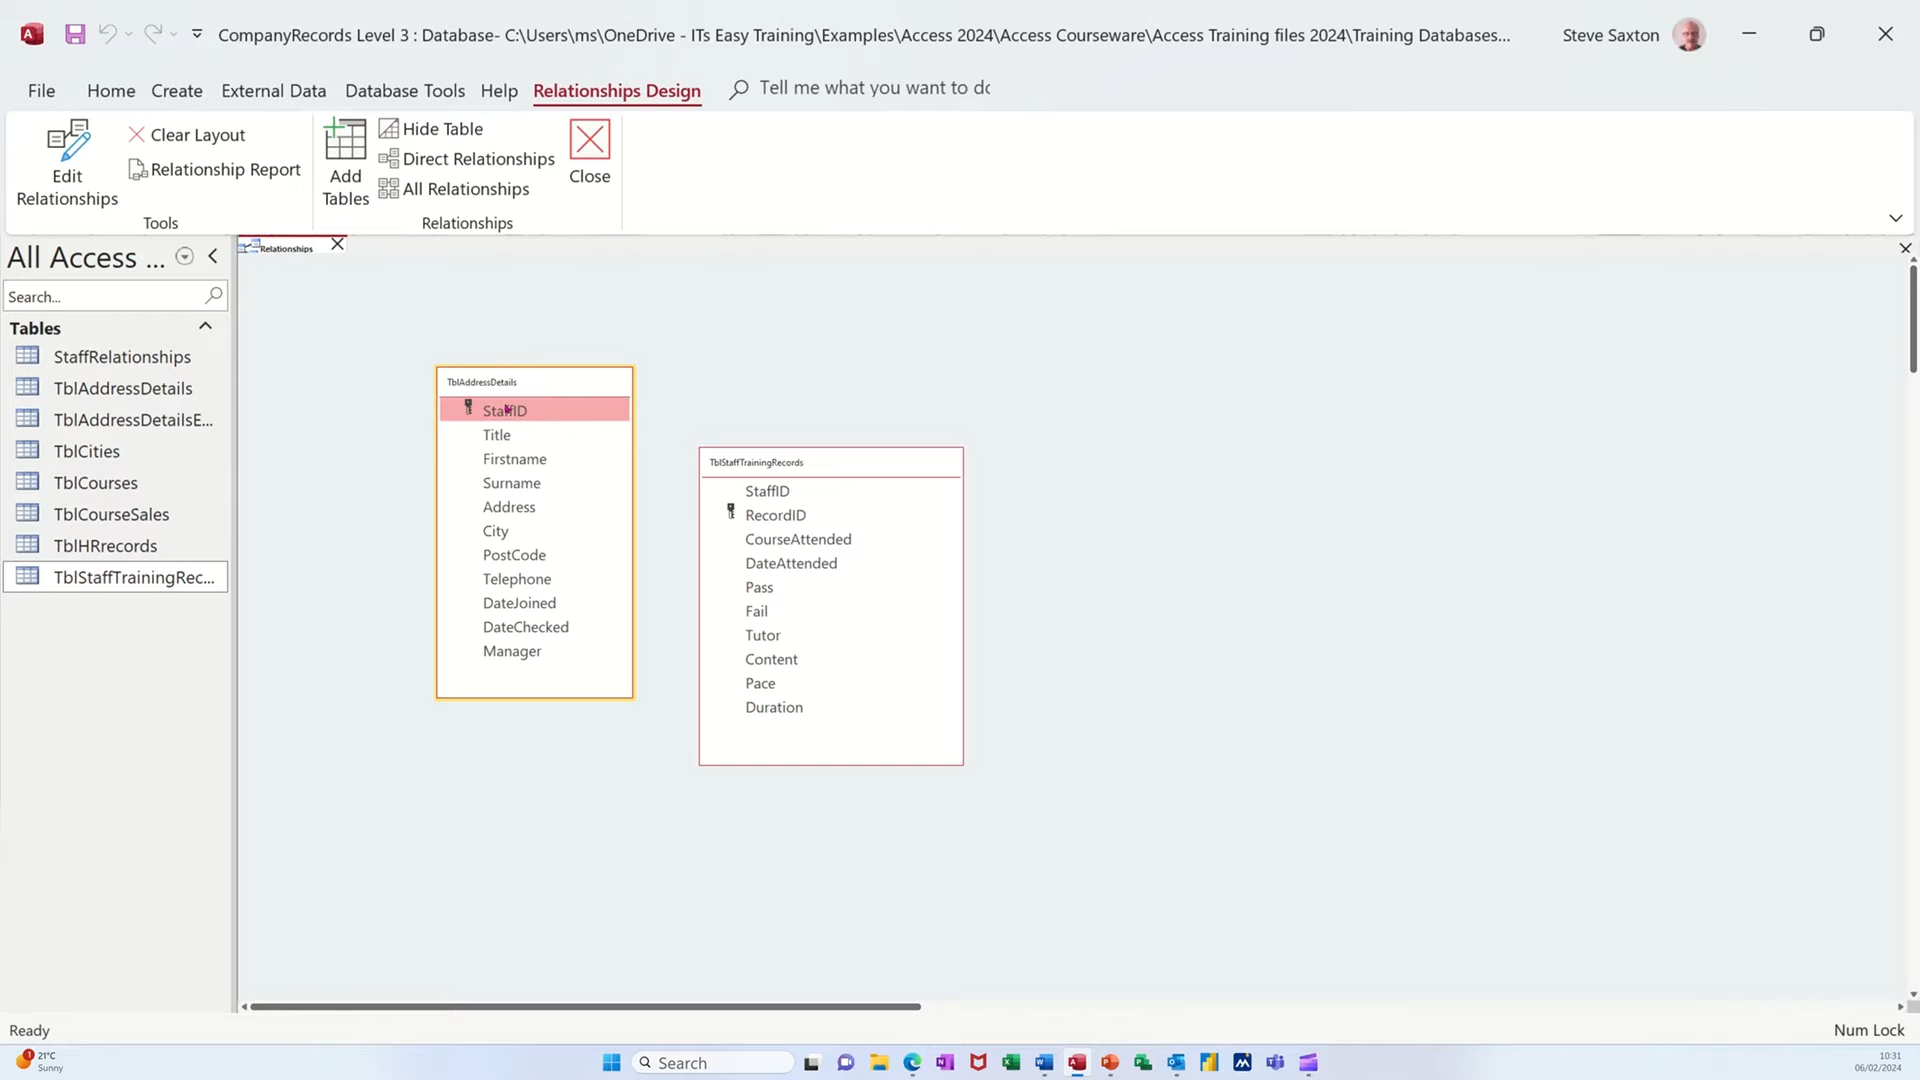 CompanyRecords Level 3 : Database- C:\Users\ms\OneDrive - ITs Easy Training\Examples\Access 2024\Access Courseware\Access Training files 2024\Training Databases...
Steve Saxton
File Home Create External Data Database Tools Help Relationships Design Tell me what you want to do
Edit Relationships
Clear Layout
Relationship Report
Tools
Add Tables
Hide Table
Direct Relationships
All Relationships
Close
Relationships
All Access ...
Search...
Tables
StaffRelationships
TblAddressDetails
TblAddressDetailsE...
TblCities
TblCourses
TblCourseSales
TblHRrecords
TblStaffTrainingRec...
Relationships
TblAddressDetails
StaffID
Title
Firstname
Surname
Address
City
PostCode
Telephone
DateJoined
DateChecked
Manager
TblStaffTrainingRecords
StaffID
RecordID
CourseAttended
DateAttended
Pass
Fail
Tutor
Content
Pace
Duration
Ready
Num Lock
1
21°C
Sunny
Search
10:31
06/02/2024